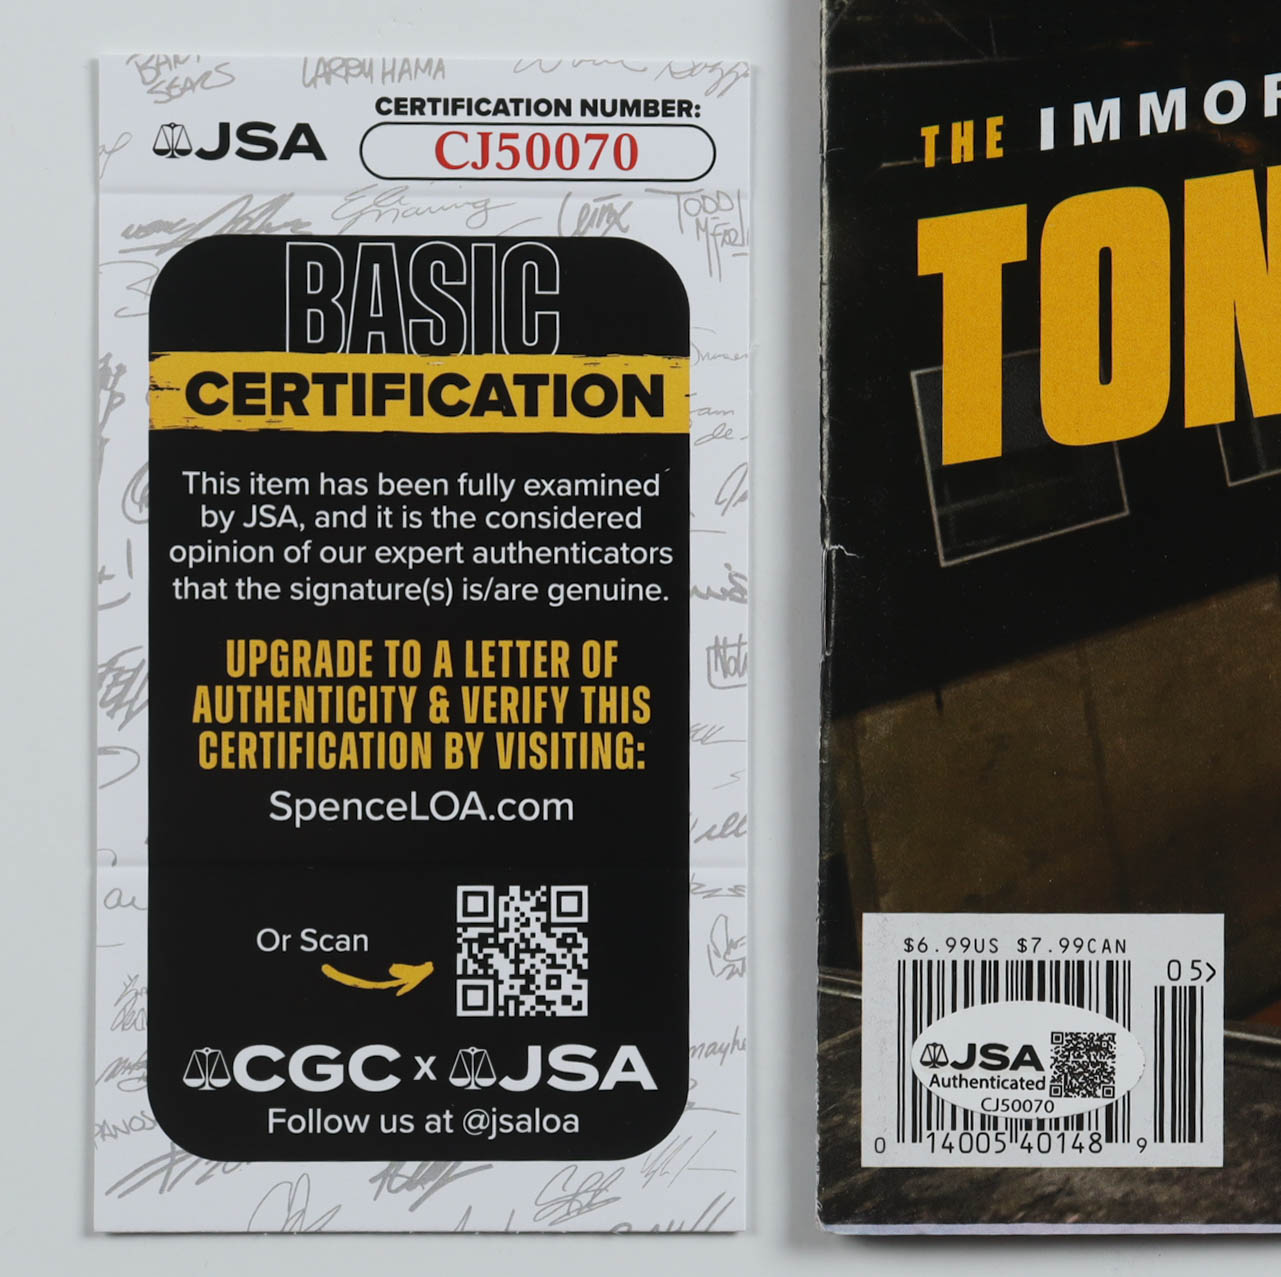 BART
SEARS
LARRY HAMA
JSA
CERTIFICATION NUMBER:
CJ50070
TODD
BASIC
CERTIFICATION
This item has been fully examined
by JSA, and it is the considered
opinion of our expert authenticators
that the signature(s) is/are genuine.
UPGRADE TO A LETTER OF
AUTHENTICITY & VERIFY THIS
CERTIFICATION BY VISITING:
SpenceLOA.com
Or Scan
CGC x JSA
Follow us at @jsaloa
THE IMMOR
TON
$6.99US $7.99CAN
05>
JSA
Authenticated
CJ50070
0 14005 40148 9